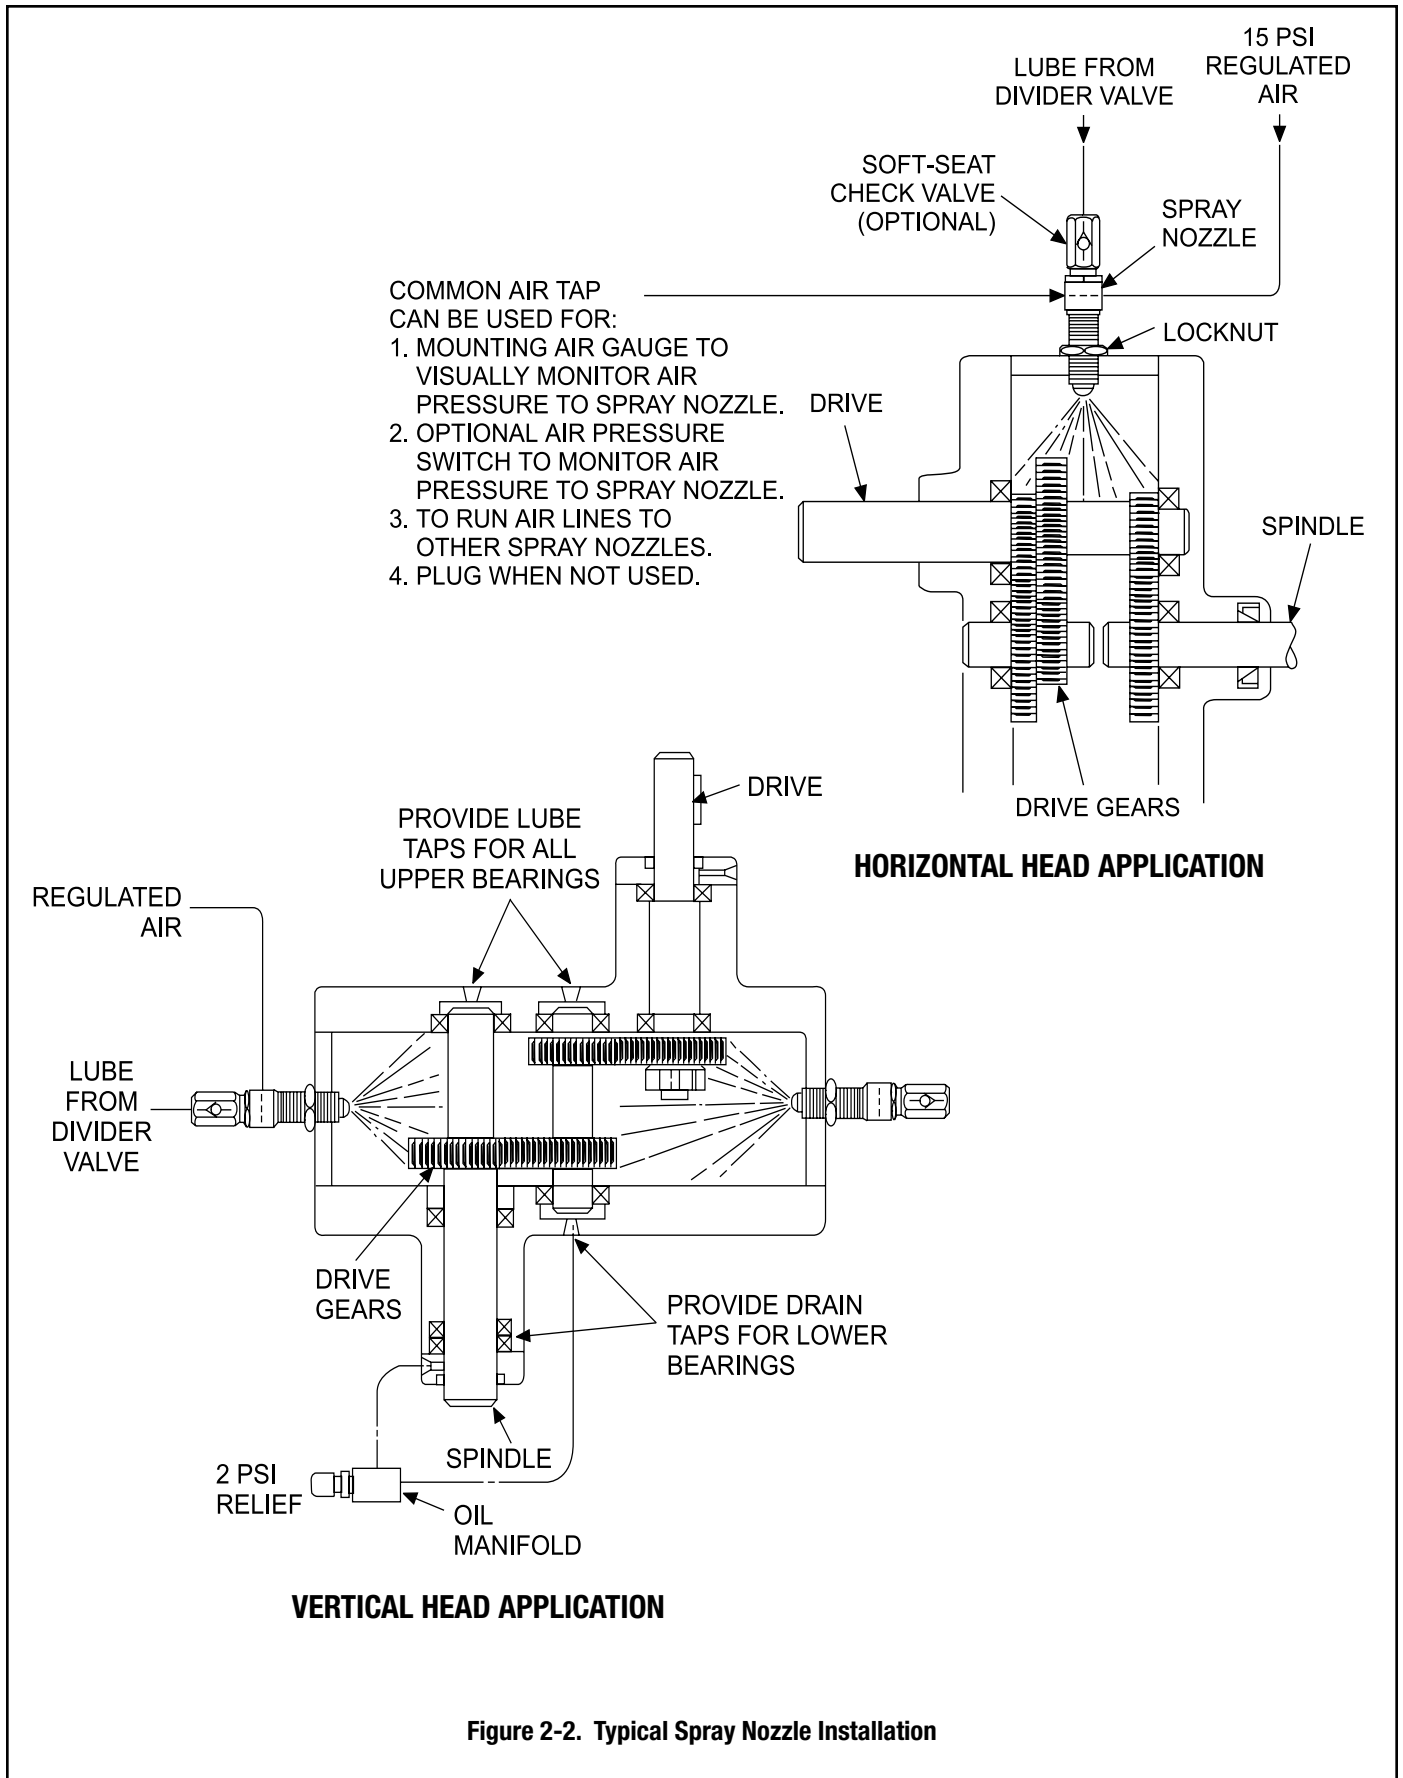 15 PSI
REGULATED
AIR
LUBE FROM
DIVIDER VALVE
SOFT-SEAT
CHECK VALVE
(OPTIONAL)
SPRAY
NOZZLE
COMMON AIR TAP
CAN BE USED FOR:
1. MOUNTING AIR GAUGE TO
VISUALLY MONITOR AIR
PRESSURE TO SPRAY NOZZLE.
2. OPTIONAL AIR PRESSURE
SWITCH TO MONITOR AIR
PRESSURE TO SPRAY NOZZLE.
3. TO RUN AIR LINES TO
OTHER SPRAY NOZZLES.
4. PLUG WHEN NOT USED.
LOCKNUT
DRIVE
SPINDLE
DRIVE GEARS
HORIZONTAL HEAD APPLICATION
DRIVE
PROVIDE LUBE
TAPS FOR ALL
UPPER BEARINGS
REGULATED
AIR
LUBE
FROM
DIVIDER
VALVE
DRIVE
GEARS
PROVIDE DRAIN
TAPS FOR LOWER
BEARINGS
SPINDLE
2 PSI
RELIEF
OIL
MANIFOLD
VERTICAL HEAD APPLICATION
Figure 2-2. Typical Spray Nozzle Installation